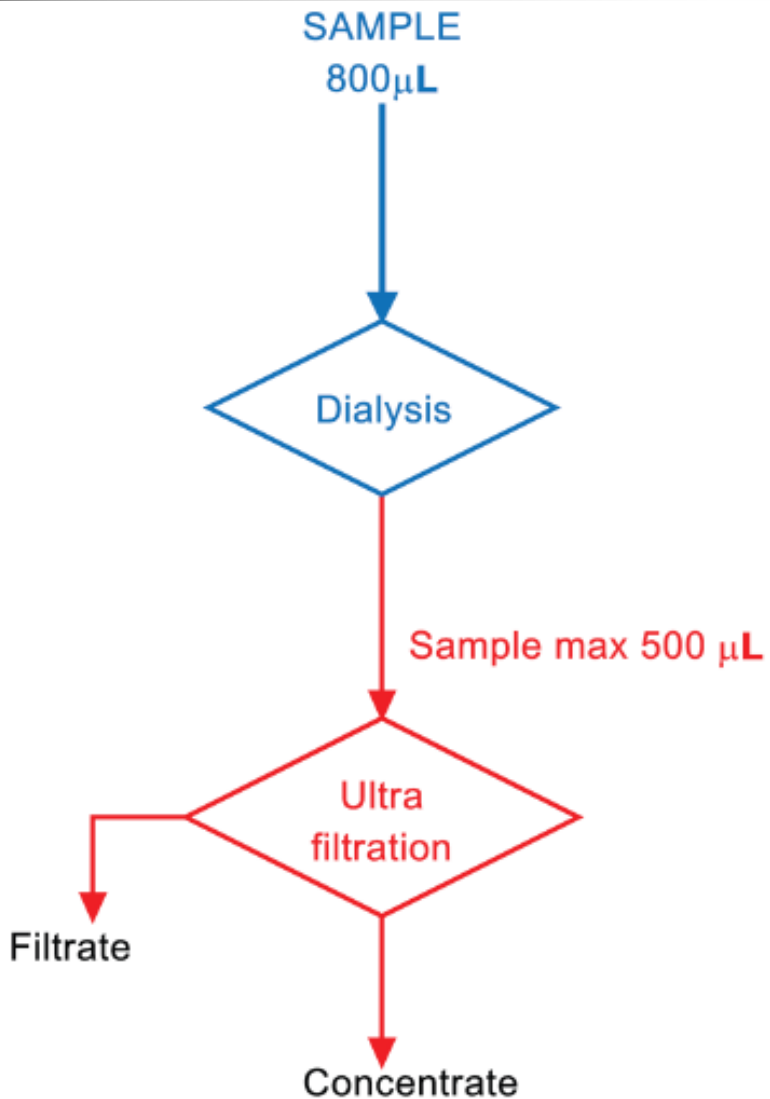 SAMPLE
800μL
Dialysis
Sample max 500 μL
Ultra
filtration
Filtrate
Concentrate